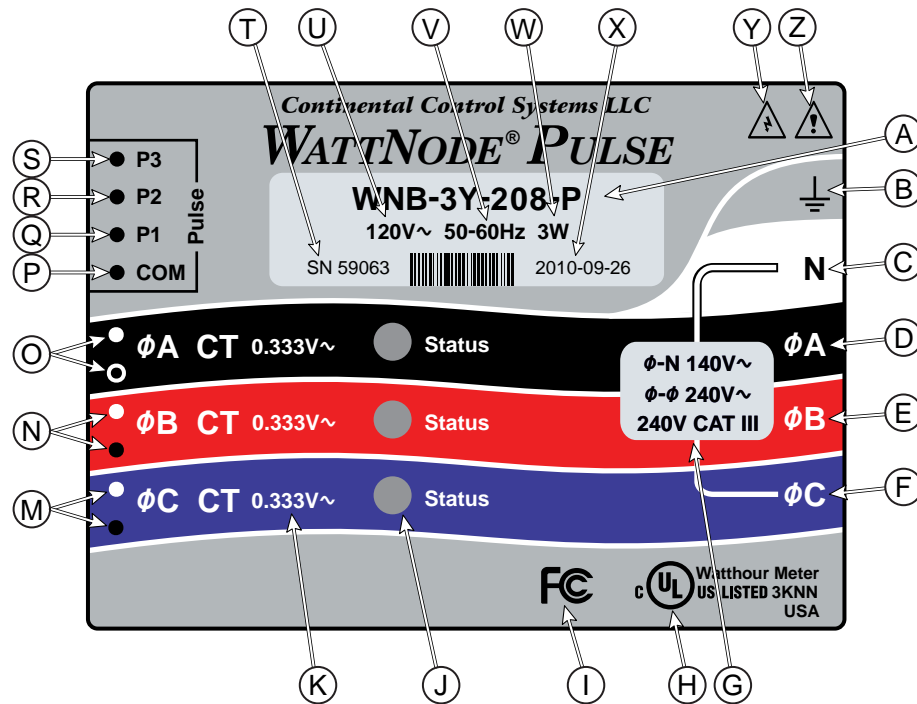 T U V W X Y Z
Continental Control Systems LLC
WATTNODE® PULSE
WNB-3Y-208-P
120V~ 50-60Hz 3W
SN 59063 2010-09-26
S P3
R P2
Q P1
P COM
Pulse
A
B
C N
O ϕA CT 0.333V~ Status ϕA D
ϕ-N 140V~
ϕ-ϕ 240V~
240V CAT III
N ϕB CT 0.333V~ Status ϕB E
M ϕC CT 0.333V~ Status ϕC F
FC
C UL US LISTED
Watthour Meter
3KNN
USA
K J I H G